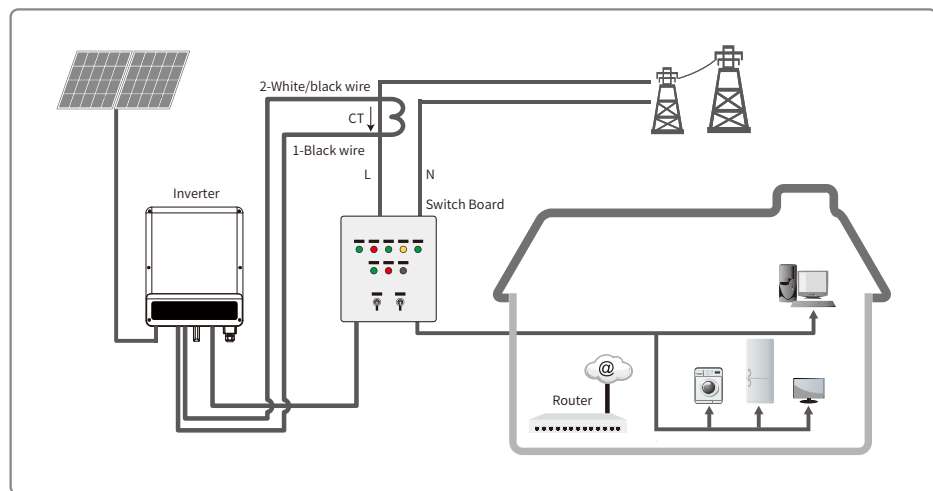 2-White/black wire
CT
1-Black wire
L
N
Inverter
Switch Board
@
Router